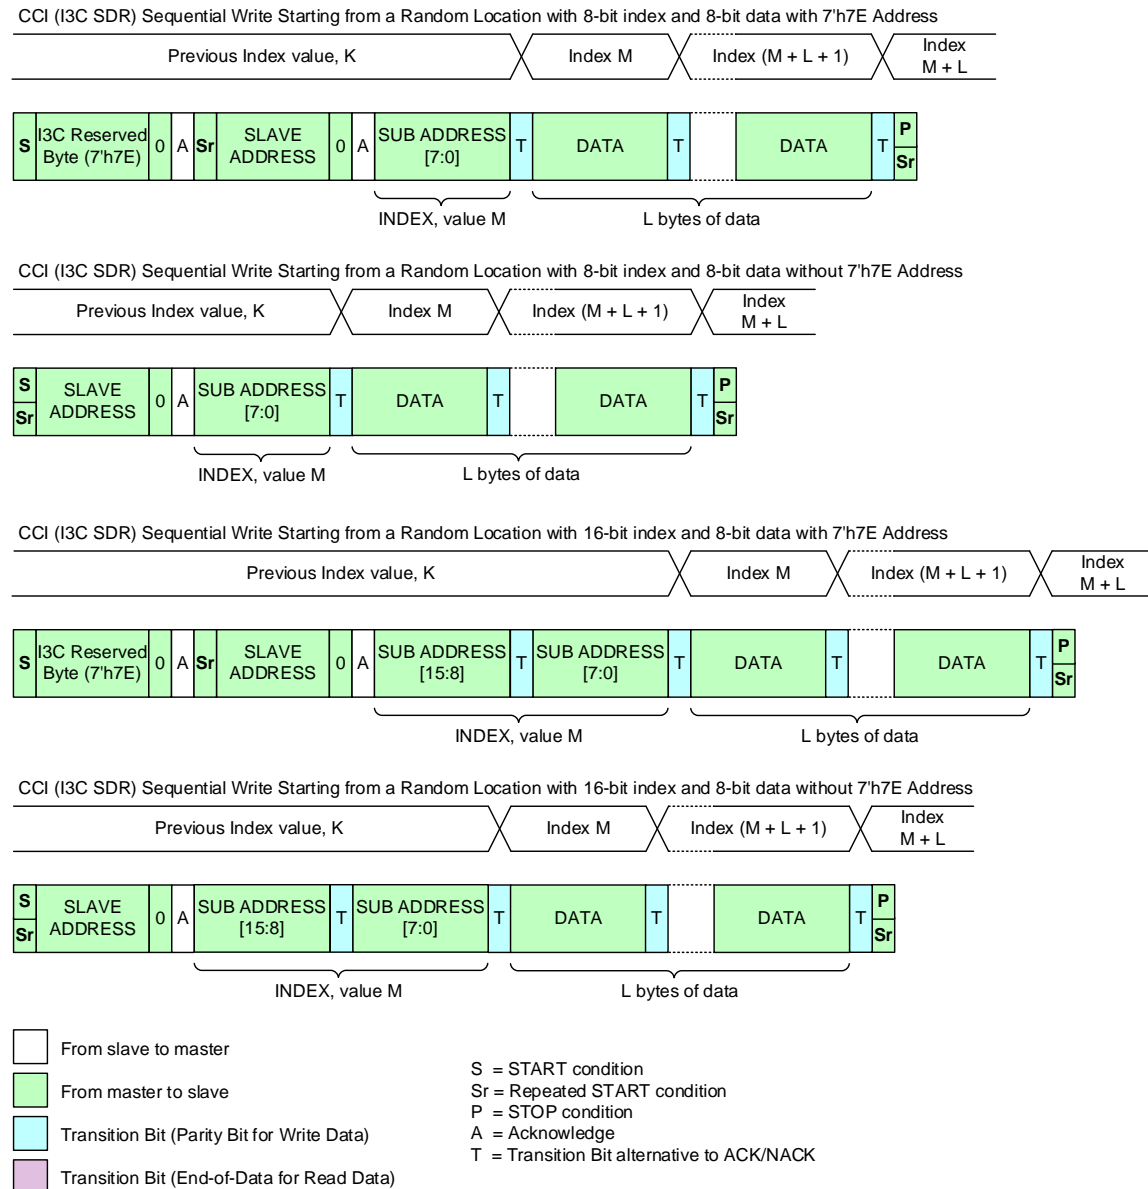 CCI (I3C SDR) Sequential Write Starting from a Random Location with 8-bit index and 8-bit data with 7'h7E Address
Previous Index value, K Index M Index (M + L + 1) Index
M + L
S I3C Reserved Byte (7'h7E) 0 A Sr SLAVE ADDRESS 0 A SUB ADDRESS [7:0] T DATA T DATA T P Sr
INDEX, value M L bytes of data
CCI (I3C SDR) Sequential Write Starting from a Random Location with 8-bit index and 8-bit data without 7'h7E Address
Previous Index value, K Index M Index (M + L + 1) Index
M + L
S Sr SLAVE ADDRESS 0 A SUB ADDRESS [7:0] T DATA T DATA T P Sr
INDEX, value M L bytes of data
CCI (I3C SDR) Sequential Write Starting from a Random Location with 16-bit index and 8-bit data with 7'h7E Address
Previous Index value, K Index M Index (M + L + 1) Index
M + L
S I3C Reserved Byte (7'h7E) 0 A Sr SLAVE ADDRESS 0 A SUB ADDRESS [15:8] T SUB ADDRESS [7:0] T DATA T DATA T P Sr
INDEX, value M L bytes of data
CCI (I3C SDR) Sequential Write Starting from a Random Location with 16-bit index and 8-bit data without 7'h7E Address
Previous Index value, K Index M Index (M + L + 1) Index
M + L
S Sr SLAVE ADDRESS 0 A SUB ADDRESS [15:8] T SUB ADDRESS [7:0] T DATA T DATA T P Sr
INDEX, value M L bytes of data
From slave to master
From master to slave
Transition Bit (Parity Bit for Write Data)
Transition Bit (End-of-Data for Read Data)
S = START condition
Sr = Repeated START condition
P = STOP condition
A = Acknowledge
T = Transition Bit alternative to ACK/NACK